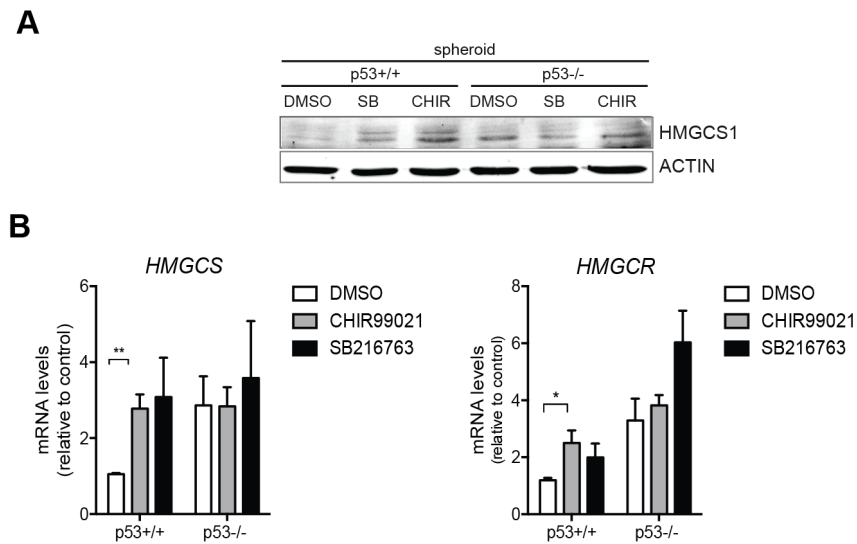 A
spheroid
p53+/+ p53-/-
DMSO SB CHIR DMSO SB CHIR
HMGCS1
ACTIN
B
HMGCS
mRNA levels
(relative to control)
6
4
2
0
**
p53+/+ p53-/-
DMSO
CHIR99021
SB216763
HMGCR
mRNA levels
(relative to control)
8
6
4
2
0
*
p53+/+ p53-/-
DMSO
CHIR99021
SB216763